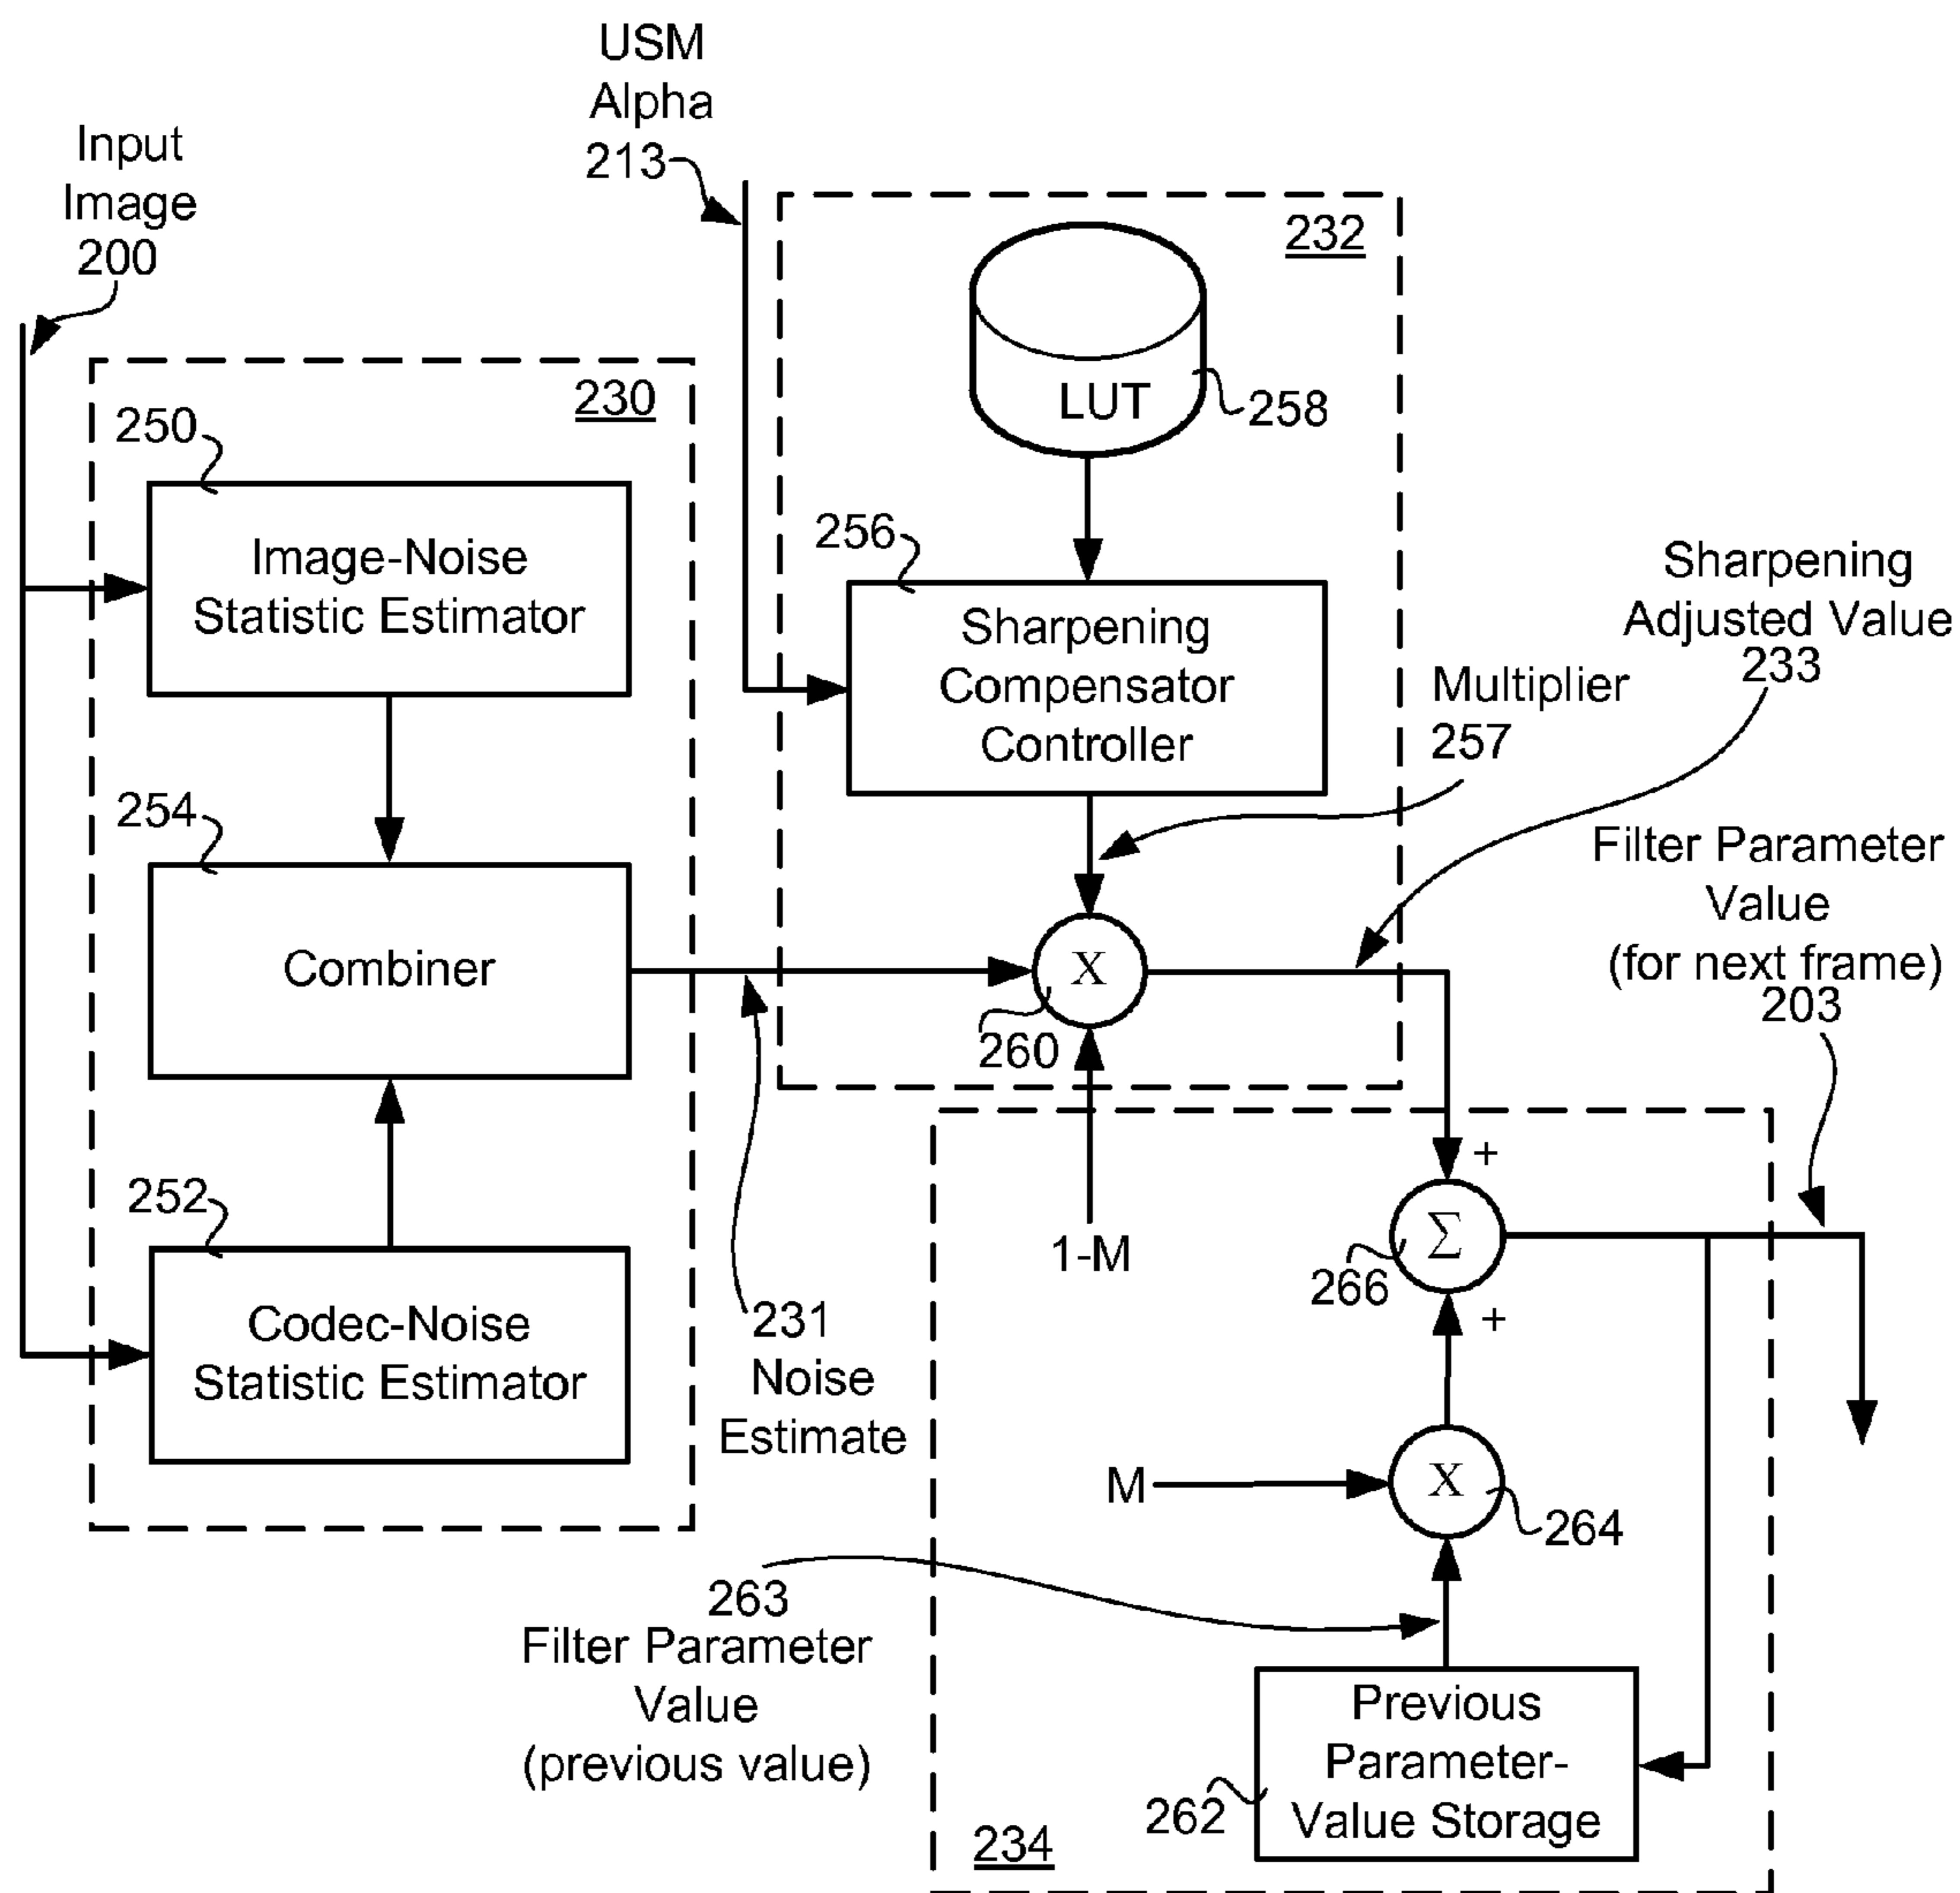 USM
Alpha
213
Input
Image
200
232
LUT
258
230
250
Image-Noise
Statistic Estimator
256
Sharpening
Compensator
Controller
Sharpening
Adjusted Value
233
Multiplier
257
254
Combiner
X
260
Filter Parameter
Value
(for next frame)
203
1-M
+
Σ
266
+
252
Codec-Noise
Statistic Estimator
231
Noise
Estimate
M
X
264
263
Filter Parameter
Value
(previous value)
Previous
Parameter-
Value Storage
262
234